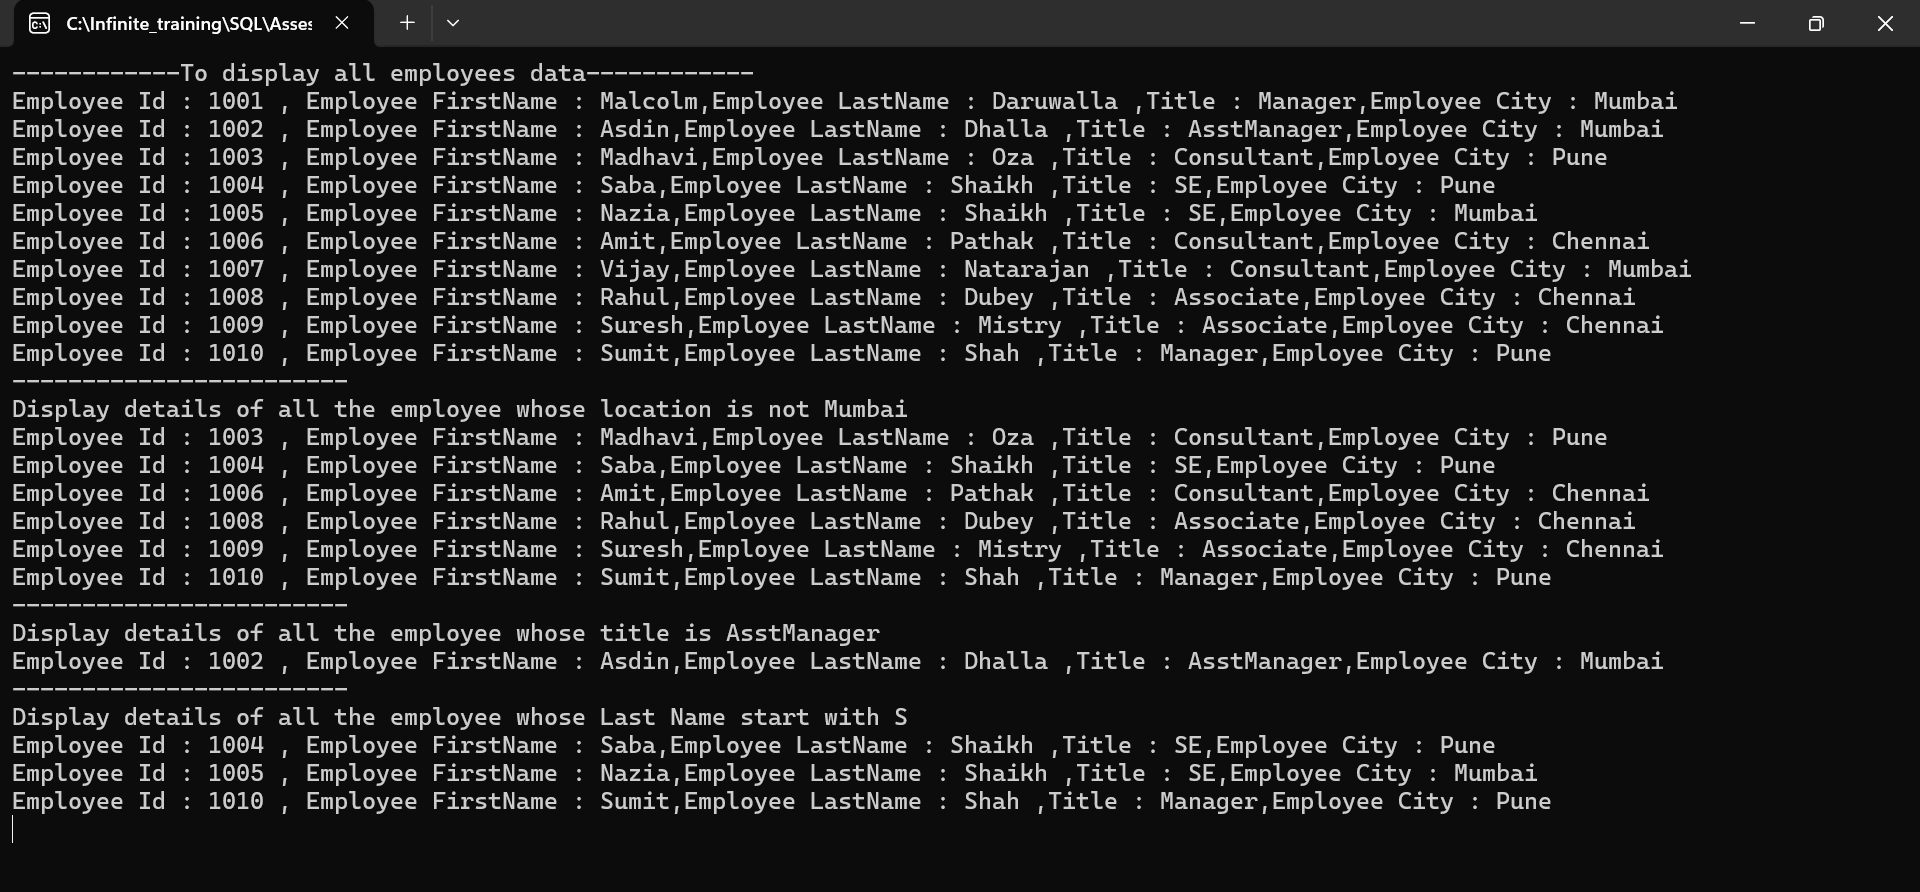 C:\Infinite_training\SQL\Asses
------------To display all employees data------------
Employee Id : 1001 , Employee FirstName : Malcolm,Employee LastName : Daruwalla ,Title : Manager,Employee City : Mumbai
Employee Id : 1002 , Employee FirstName : Asdin,Employee LastName : Dhalla ,Title : AsstManager,Employee City : Mumbai
Employee Id : 1003 , Employee FirstName : Madhavi,Employee LastName : Oza ,Title : Consultant,Employee City : Pune
Employee Id : 1004 , Employee FirstName : Saba,Employee LastName : Shaikh ,Title : SE,Employee City : Pune
Employee Id : 1005 , Employee FirstName : Nazia,Employee LastName : Shaikh ,Title : SE,Employee City : Mumbai
Employee Id : 1006 , Employee FirstName : Amit,Employee LastName : Pathak ,Title : Consultant,Employee City : Chennai
Employee Id : 1007 , Employee FirstName : Vijay,Employee LastName : Natarajan ,Title : Consultant,Employee City : Mumbai
Employee Id : 1008 , Employee FirstName : Rahul,Employee LastName : Dubey ,Title : Associate,Employee City : Chennai
Employee Id : 1009 , Employee FirstName : Suresh,Employee LastName : Mistry ,Title : Associate,Employee City : Chennai
Employee Id : 1010 , Employee FirstName : Sumit,Employee LastName : Shah ,Title : Manager,Employee City : Pune
------------------------
Display details of all the employee whose location is not Mumbai
Employee Id : 1003 , Employee FirstName : Madhavi,Employee LastName : Oza ,Title : Consultant,Employee City : Pune
Employee Id : 1004 , Employee FirstName : Saba,Employee LastName : Shaikh ,Title : SE,Employee City : Pune
Employee Id : 1006 , Employee FirstName : Amit,Employee LastName : Pathak ,Title : Consultant,Employee City : Chennai
Employee Id : 1008 , Employee FirstName : Rahul,Employee LastName : Dubey ,Title : Associate,Employee City : Chennai
Employee Id : 1009 , Employee FirstName : Suresh,Employee LastName : Mistry ,Title : Associate,Employee City : Chennai
Employee Id : 1010 , Employee FirstName : Sumit,Employee LastName : Shah ,Title : Manager,Employee City : Pune
------------------------
Display details of all the employee whose title is AsstManager
Employee Id : 1002 , Employee FirstName : Asdin,Employee LastName : Dhalla ,Title : AsstManager,Employee City : Mumbai
------------------------
Display details of all the employee whose Last Name start with S
Employee Id : 1004 , Employee FirstName : Saba,Employee LastName : Shaikh ,Title : SE,Employee City : Pune
Employee Id : 1005 , Employee FirstName : Nazia,Employee LastName : Shaikh ,Title : SE,Employee City : Mumbai
Employee Id : 1010 , Employee FirstName : Sumit,Employee LastName : Shah ,Title : Manager,Employee City : Pune